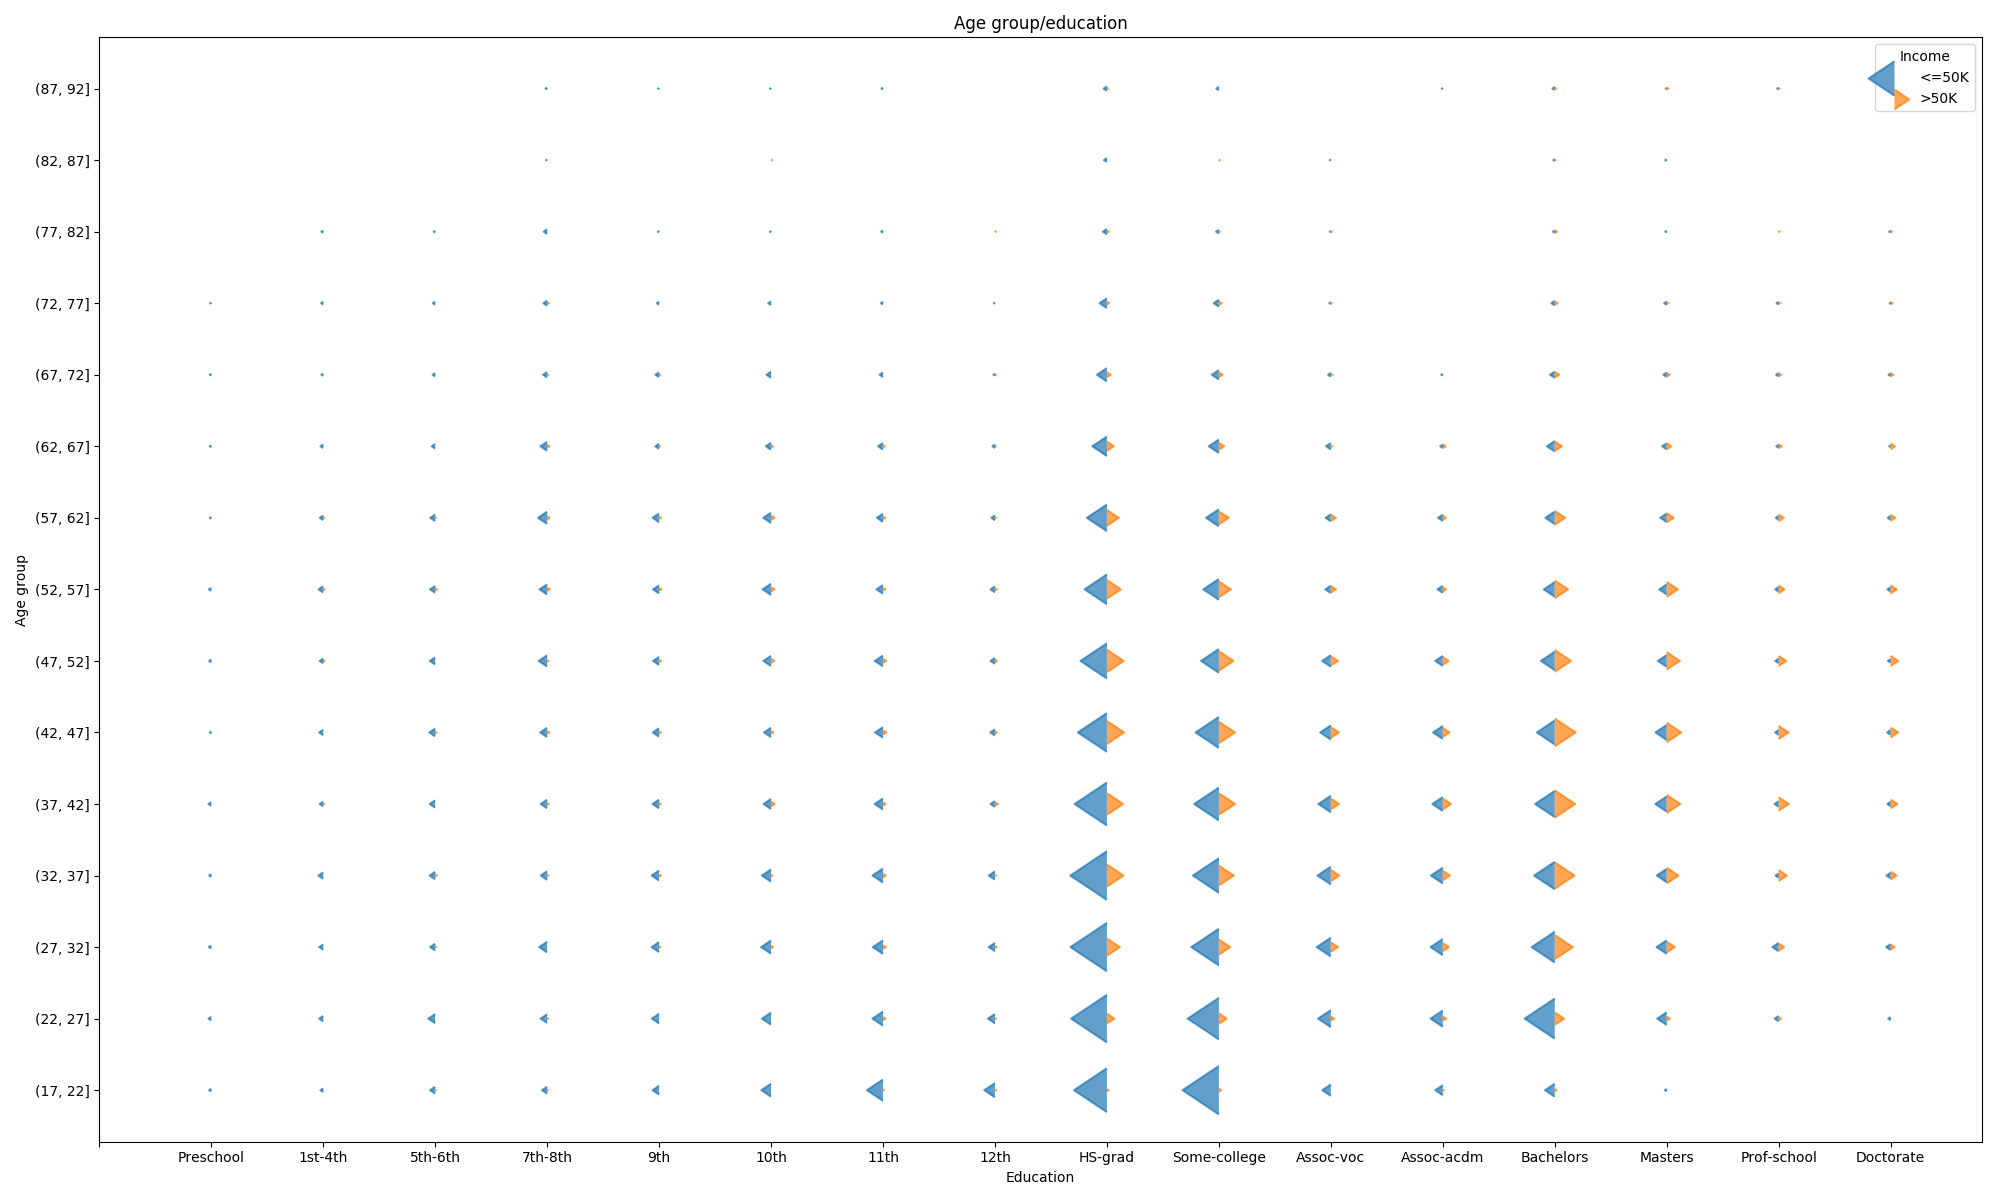 Age group/education
Income
<=50K
>50K
(87, 92]
(82, 87]
(77, 82]
(72, 77]
(67, 72]
(62, 67]
(57, 62]
(52, 57]
(47, 52]
(42, 47]
(37, 42]
(32, 37]
(27, 32]
(22, 27]
(17, 22]
Age group
Preschool 1st-4th 5th-6th 7th-8th 9th 10th 11th 12th HS-grad Some-college Assoc-voc Assoc-acdm Bachelors Masters Prof-school Doctorate
Education